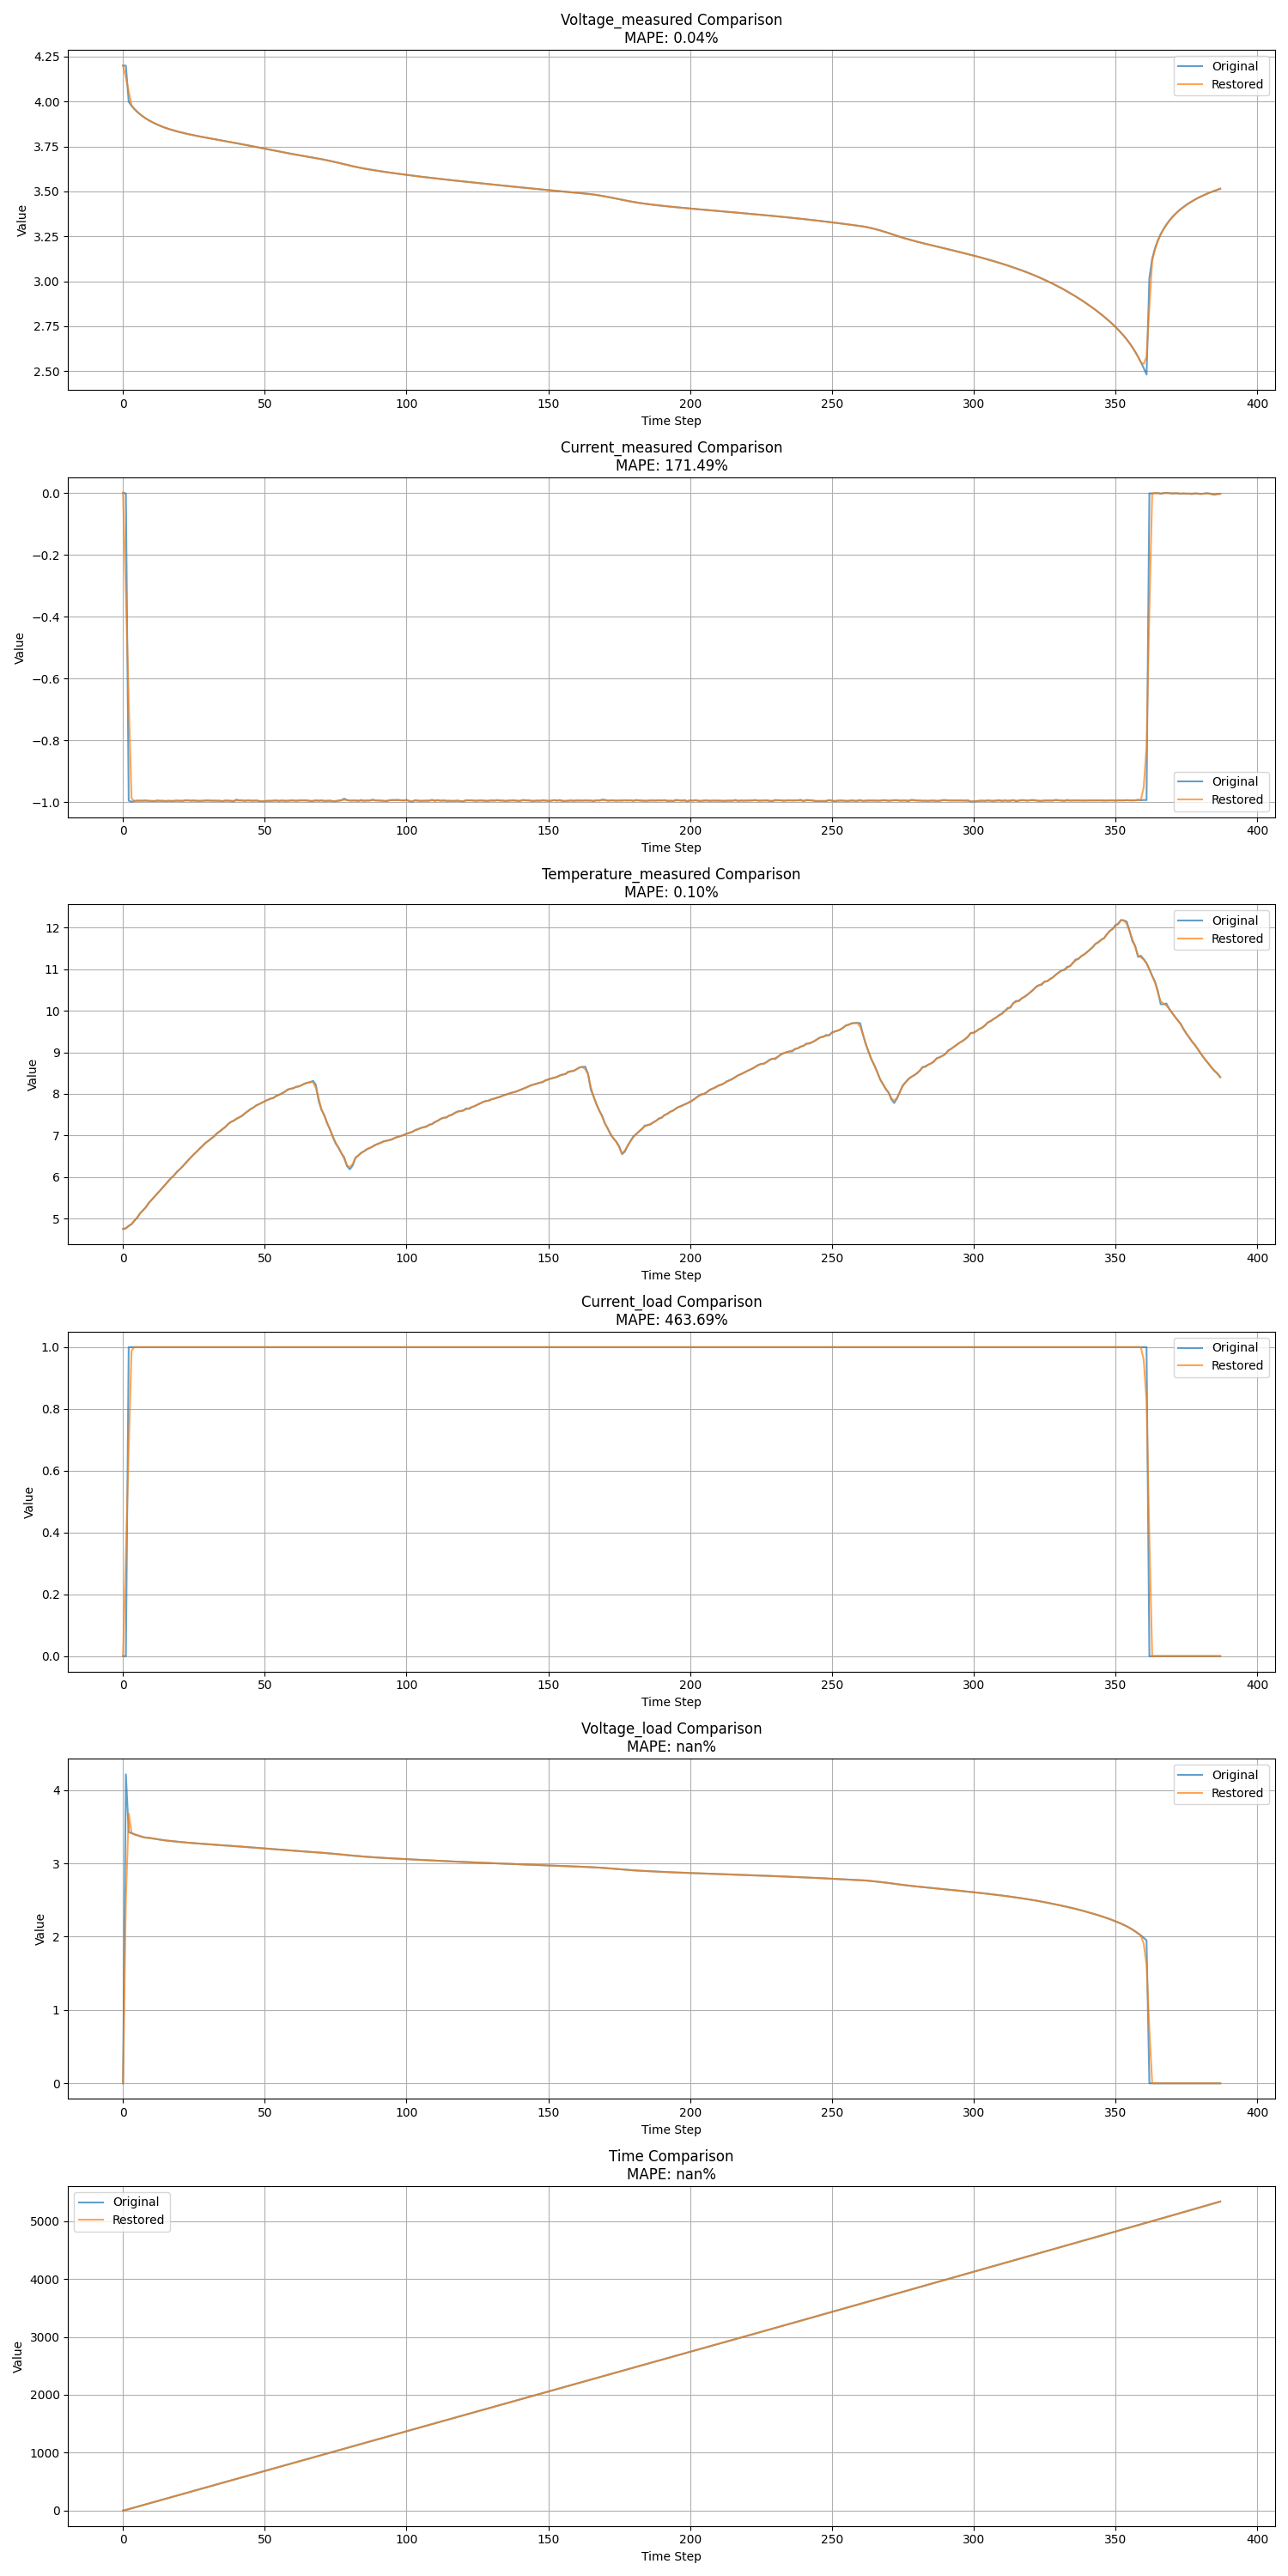 Voltage_measured Comparison
MAPE: 0.04%
4.25
4.00
3.75
3.50
3.25
3.00
2.75
2.50
Value
Original
Restored
0 50 100 150 200 250 300 350 400
Time Step
Current_measured Comparison
MAPE: 171.49%
0.0
−0.2
−0.4
−0.6
−0.8
−1.0
Value
Original
Restored
0 50 100 150 200 250 300 350 400
Time Step
Temperature_measured Comparison
MAPE: 0.10%
12
11
10
9
8
7
6
5
Value
Original
Restored
0 50 100 150 200 250 300 350 400
Time Step
Current_load Comparison
MAPE: 463.69%
1.0
0.8
0.6
0.4
0.2
0.0
Value
Original
Restored
0 50 100 150 200 250 300 350 400
Time Step
Voltage_load Comparison
MAPE: nan%
4
3
2
1
0
Value
Original
Restored
0 50 100 150 200 250 300 350 400
Time Step
Time Comparison
MAPE: nan%
Original
Restored
5000
4000
3000
2000
1000
0
Value
0 50 100 150 200 250 300 350 400
Time Step